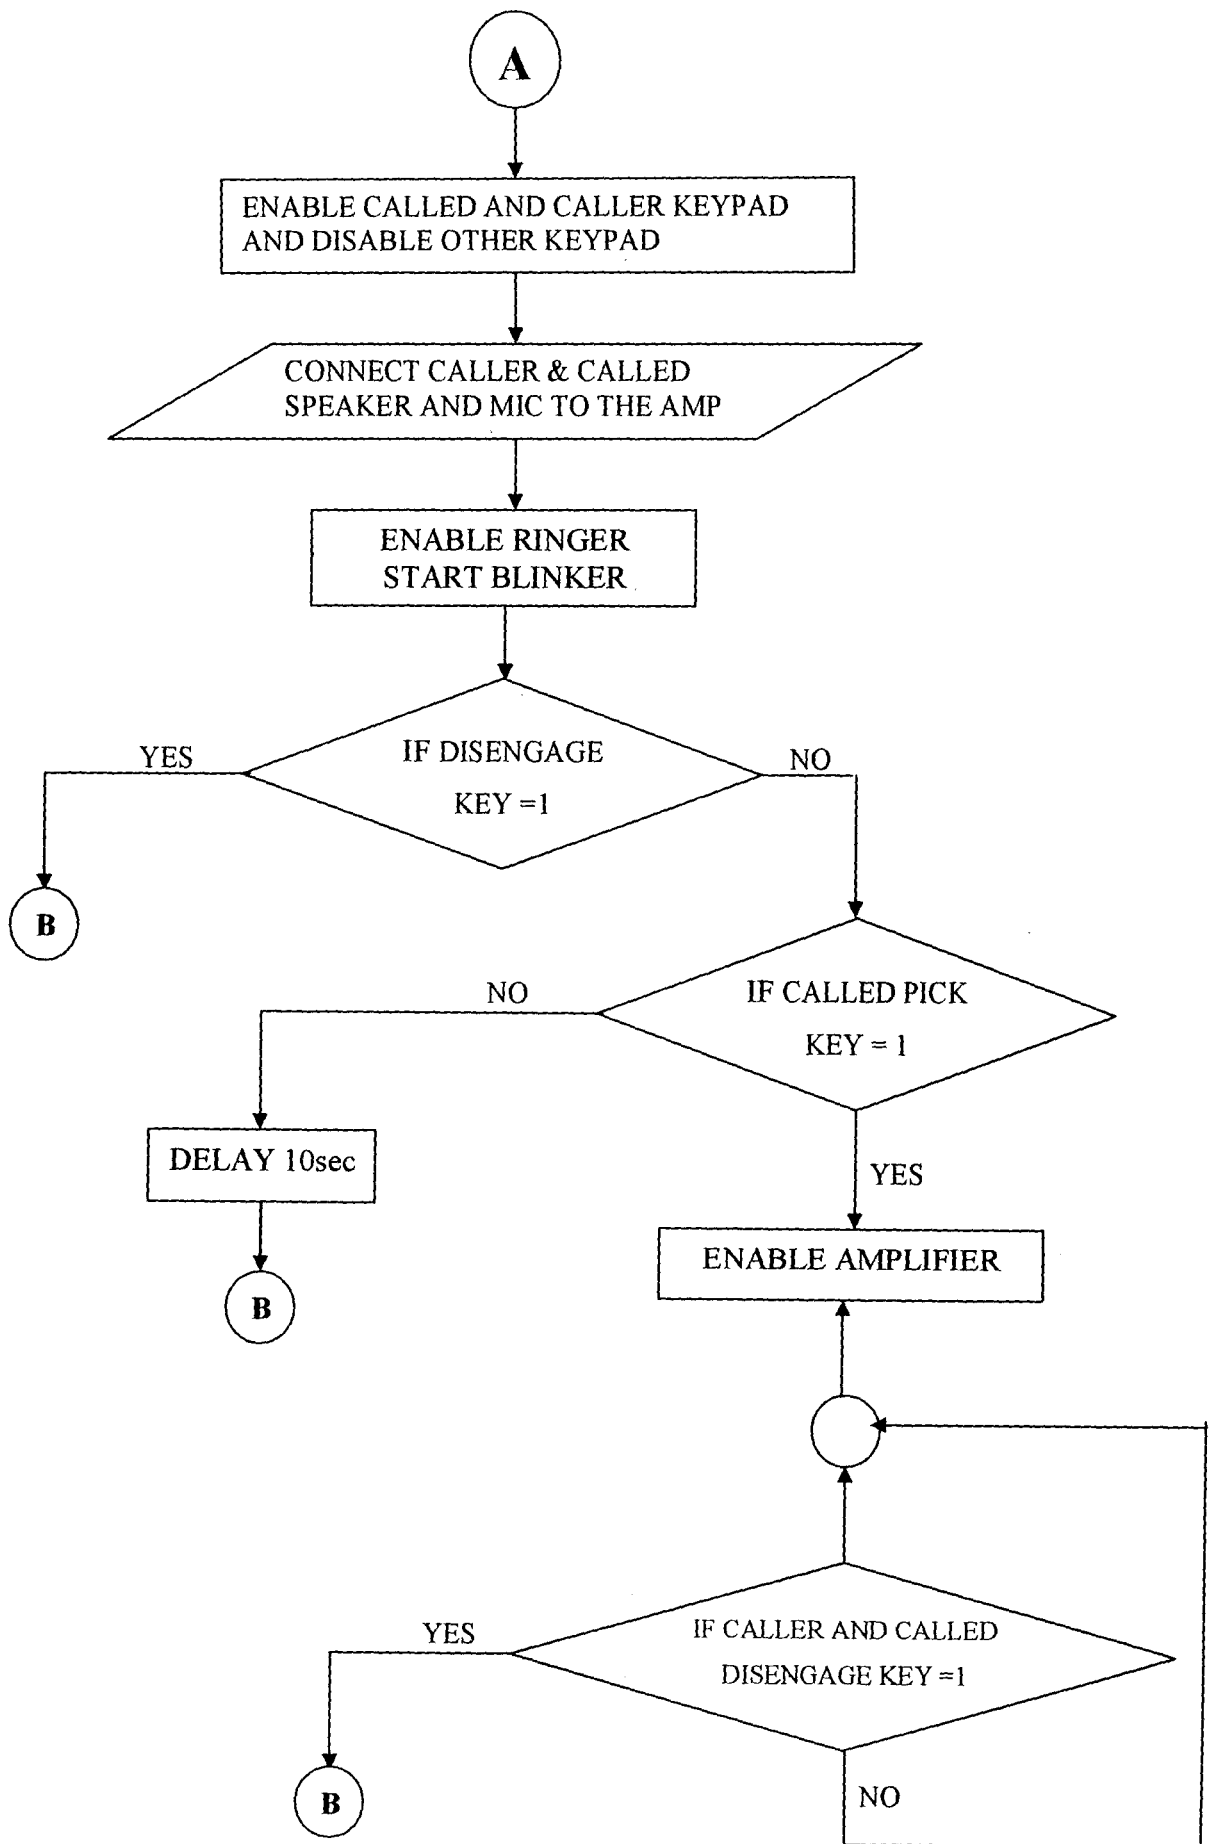 A
ENABLE CALLED AND CALLER KEYPAD
AND DISABLE OTHER KEYPAD
CONNECT CALLER & CALLED
SPEAKER AND MIC TO THE AMP
ENABLE RINGER
START BLINKER
YES
IF DISENGAGE
KEY =1
NO
B
NO
IF CALLED PICK
KEY = 1
DELAY 10sec
YES
ENABLE AMPLIFIER
B
YES
IF CALLER AND CALLED
DISENGAGE KEY =1
B
NO